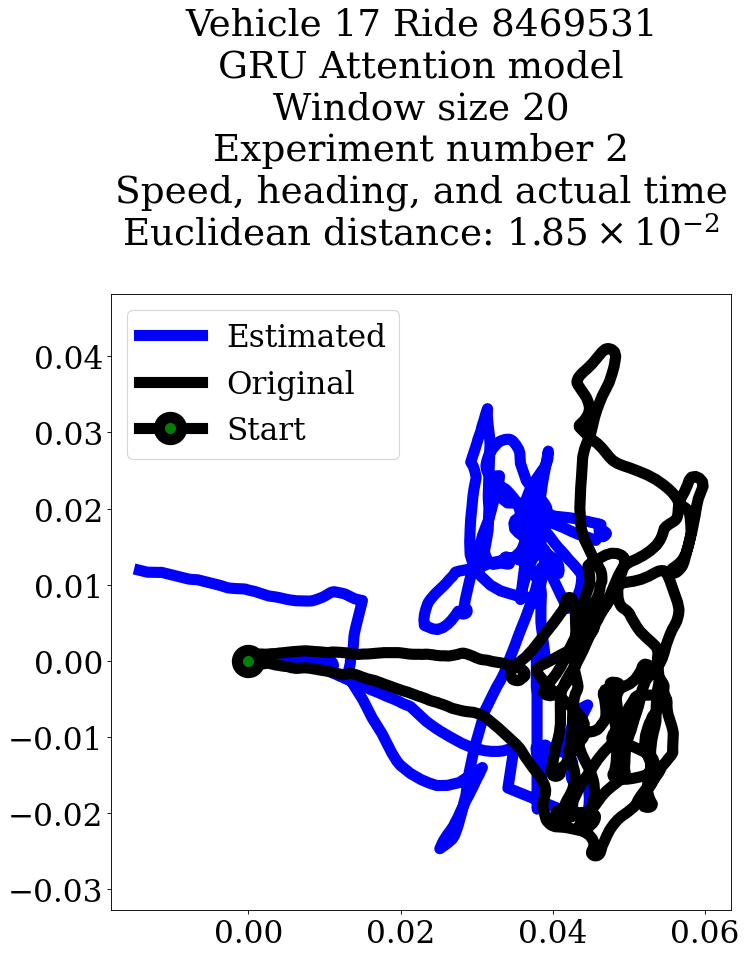 Vehicle 17 Ride 8469531
GRU Attention model
Window size 20
Experiment number 2
Speed, heading, and actual time
Euclidean distance: 1.85 × 10⁻²
Estimated
Original
Start
0.04
0.03
0.02
0.01
0.00
−0.01
−0.02
−0.03
0.00 0.02 0.04 0.06